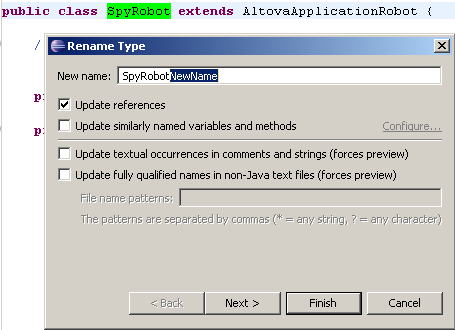 public class SpyRobot extends AltovaApplicationRobot {
/
Rename Type
New name: SpyRobotNewName
Update references
p
Update similarly named variables and methods Configure...
p
Update textual occurrences in comments and strings (forces preview)
Update fully qualified names in non-Java text files (forces preview)
File name patterns:
The patterns are separated by commas (* = any string, ? = any character)
< Back Next > Finish Cancel